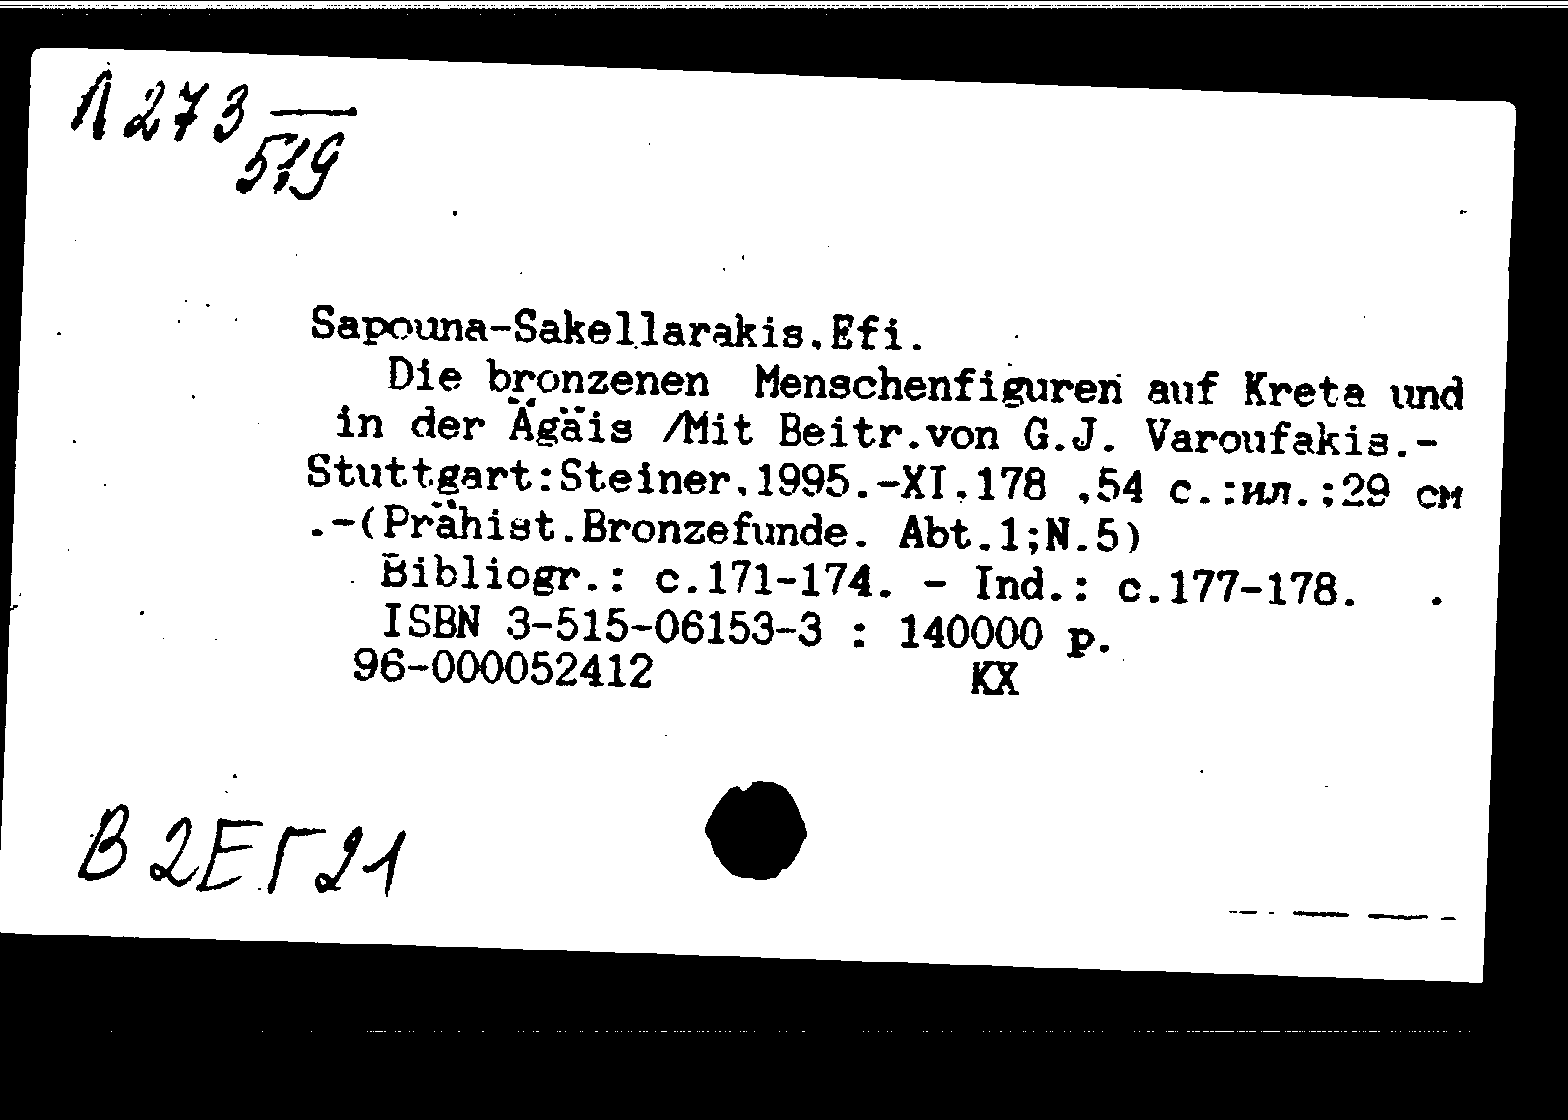 Л273
519
Sapouna-Sakellarakis,Efi.
Die bronzenen Menschenfiguren auf Kreta und
in der Ägäis /Mit Beitr.von G.J. Varoufakis.-
Stuttgart:Steiner,1995.-XI,178 ,54 с.:ил.;29 см
.-(Prähist.Bronzefunde. Abt.1;N.5)
Bibliogr.: c.171-174. - Ind.: c.177-178.
ISBN 3-515-06153-3 : 140000 р.
96-000052412 КХ
В2ЕГ21